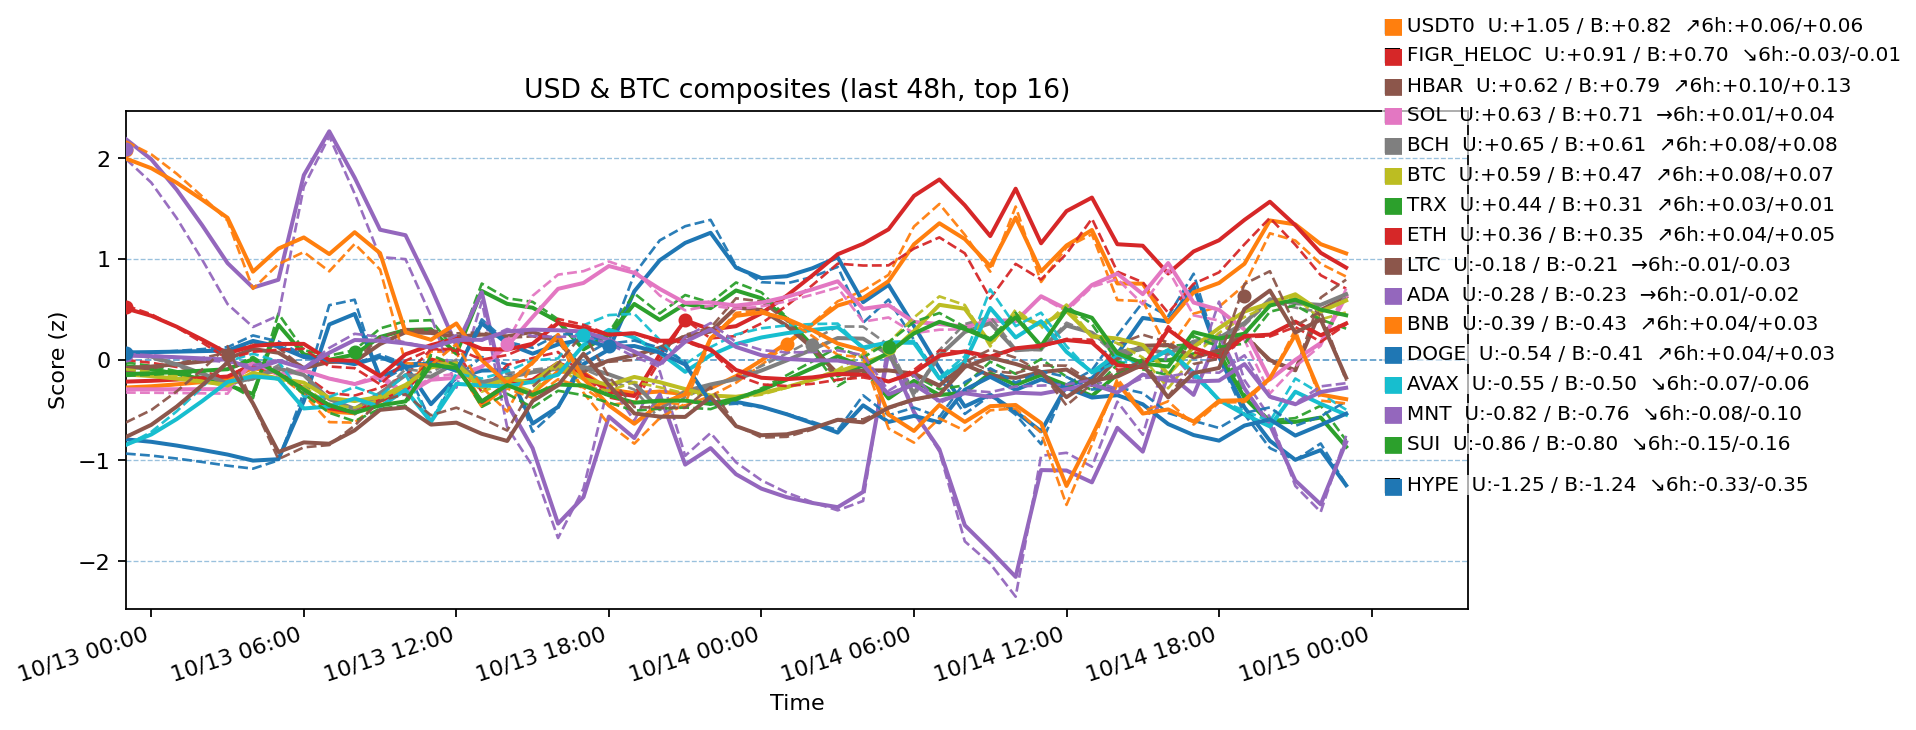 USDT0 U:+1.05 / B:+0.82 ↗6h:+0.06/+0.06
FIGR_HELOC U:+0.91 / B:+0.70 ↘6h:-0.03/-0.01
HBAR U:+0.62 / B:+0.79 ↗6h:+0.10/+0.13
SOL U:+0.63 / B:+0.71 →6h:+0.01/+0.04
BCH U:+0.65 / B:+0.61 ↗6h:+0.08/+0.08
BTC U:+0.59 / B:+0.47 ↗6h:+0.08/+0.07
TRX U:+0.44 / B:+0.31 ↗6h:+0.03/+0.01
ETH U:+0.36 / B:+0.35 ↗6h:+0.04/+0.05
LTC U:-0.18 / B:-0.21 →6h:-0.01/-0.03
ADA U:-0.28 / B:-0.23 →6h:-0.01/-0.02
BNB U:-0.39 / B:-0.43 ↗6h:+0.04/+0.03
DOGE U:-0.54 / B:-0.41 ↗6h:+0.04/+0.03
AVAX U:-0.55 / B:-0.50 ↘6h:-0.07/-0.06
MNT U:-0.82 / B:-0.76 ↘6h:-0.08/-0.10
SUI U:-0.86 / B:-0.80 ↘6h:-0.15/-0.16
HYPE U:-1.25 / B:-1.24 ↘6h:-0.33/-0.35
USD & BTC composites (last 48h, top 16)
Score (z)
2
1
0
−1
−2
10/13 00:00
10/13 06:00
10/13 12:00
10/13 18:00
10/14 00:00
10/14 06:00
10/14 12:00
10/14 18:00
10/15 00:00
Time